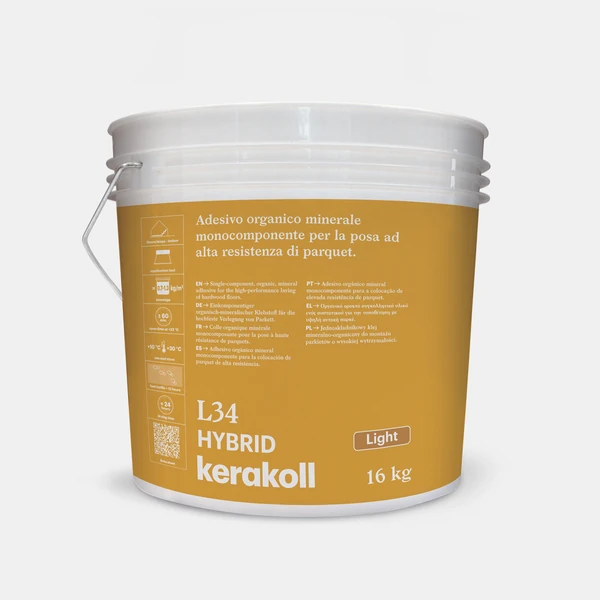 Adesivo organico minerale
monocomponente per la posa ad
alta resistenza di parquet.
EN → Single-component, organic, mineral
adhesive for the high-performance laying
of hardwood floors.
DE → Einkomponentiger
organisch-mineralischer Klebstoff für die
hochfeste Verlegung von Parkett.
FR → Colle organique minérale
monocomposante pour la pose à haute
résistance de parquets.
ES → Adhesivo orgánico mineral
monocomponente para la colocación de
parquet de alta resistencia.
PT → Adesivo orgânico mineral
monocomponente para a colocação de
elevada resistência de parquet.
EL →
PL → Jednoskładnikowy klej
mineralno-organiczny do montażu
parkietów o wysokiej wytrzymałości.
kg/m²
L34
HYBRID
kerakoll
Light
16 kg